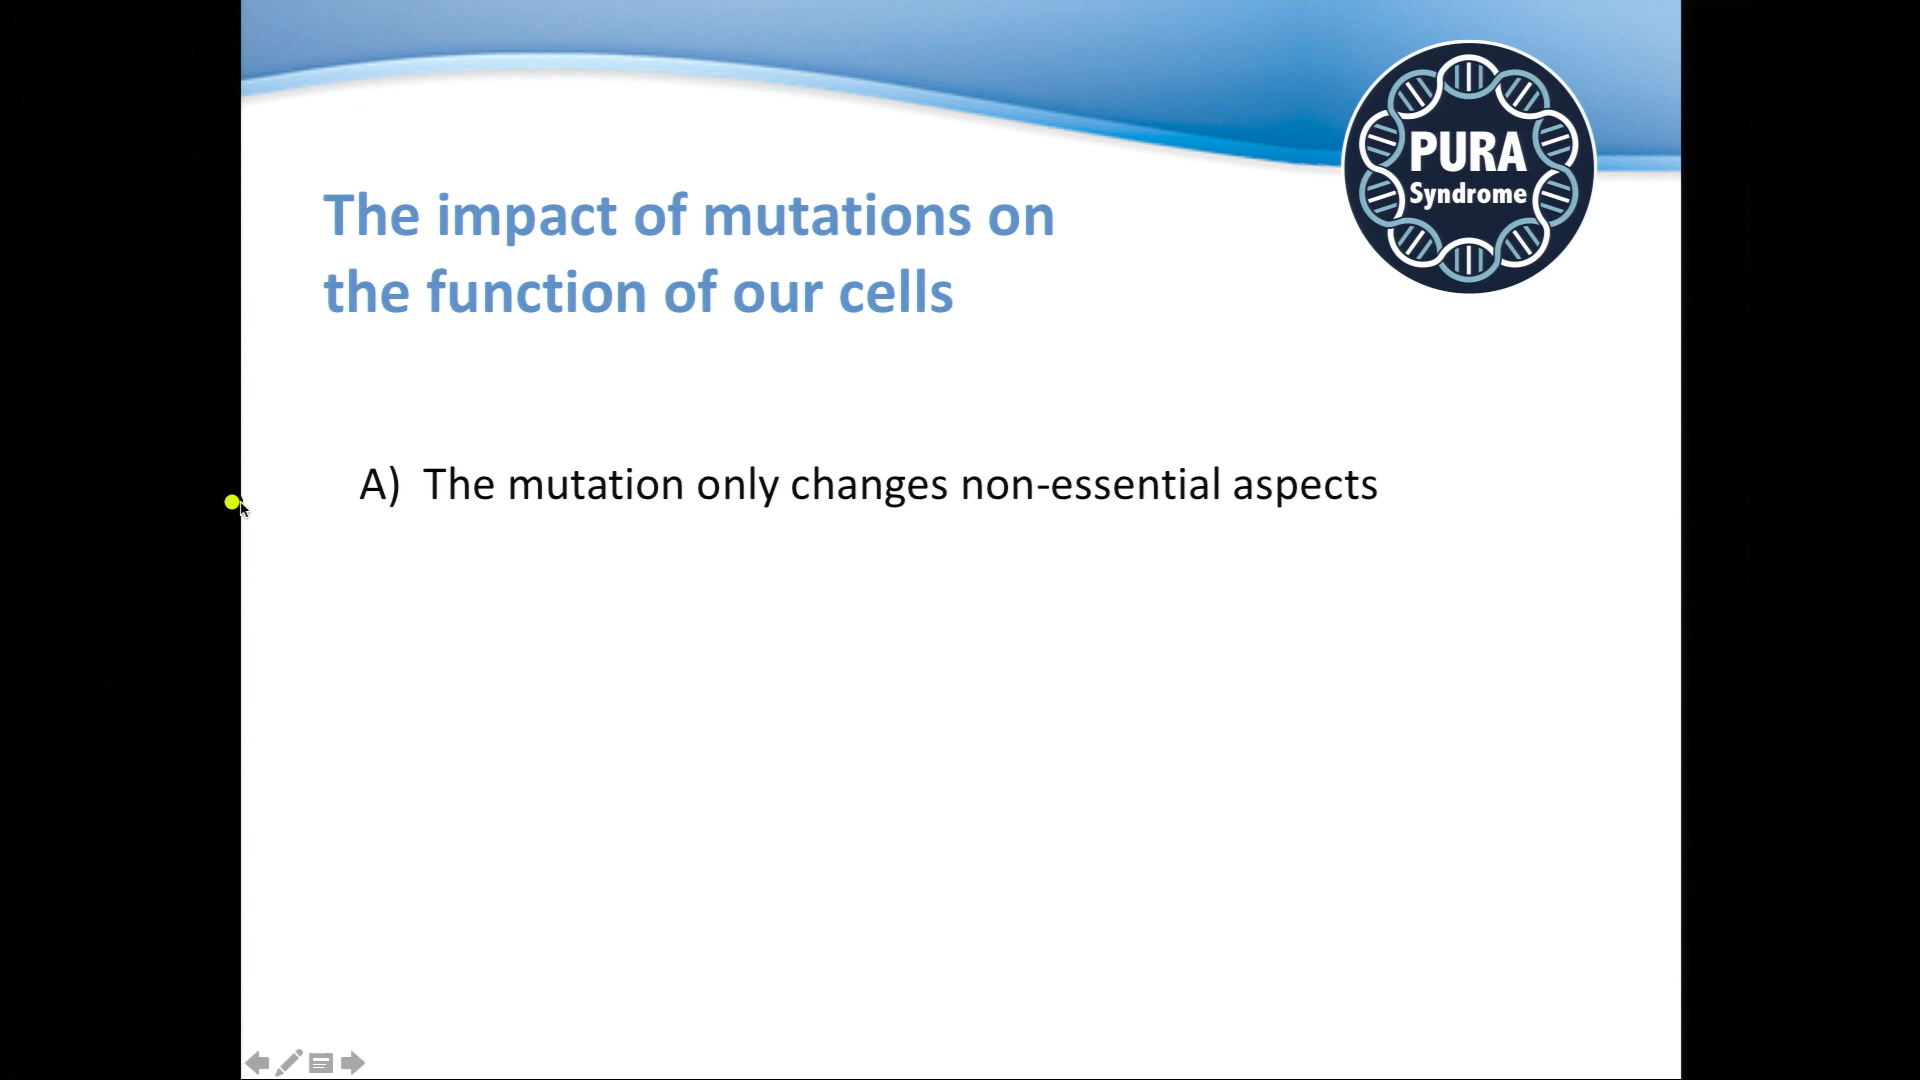 PURA
Syndrome
The impact of mutations on
the function of our cells
A) The mutation only changes non-essential aspects